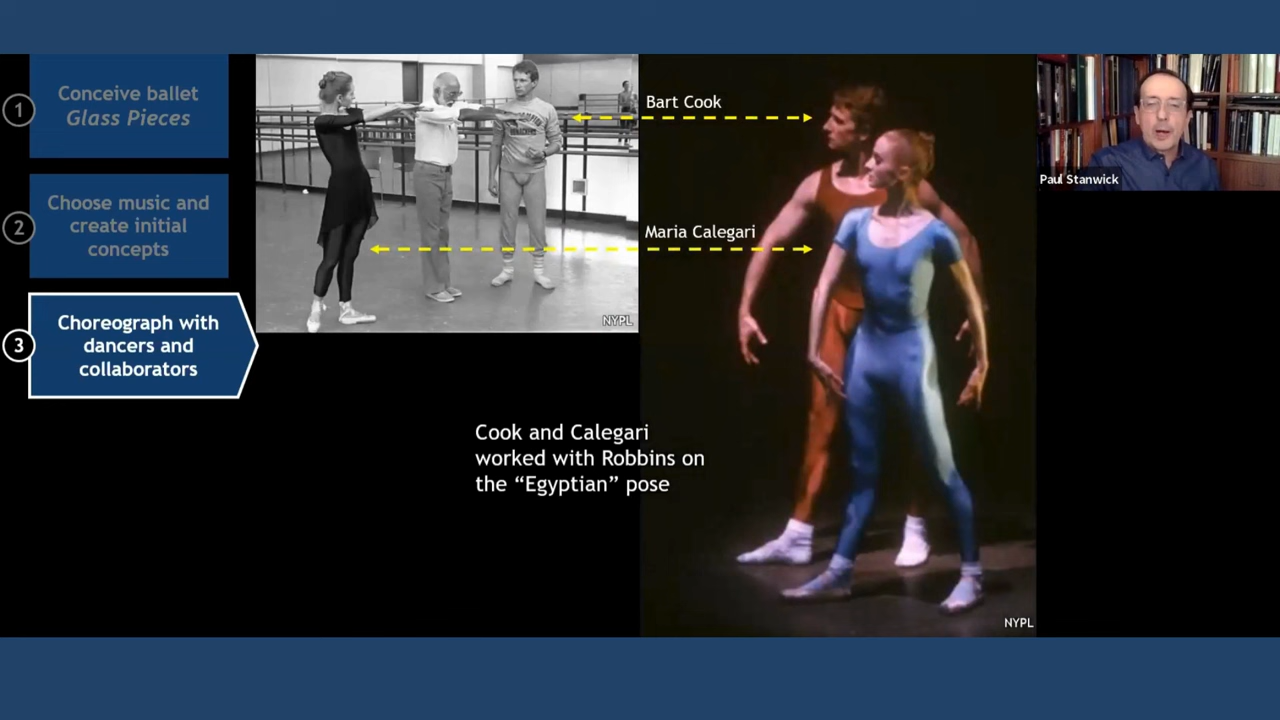 1
Conceive ballet
Glass Pieces
2
Choose music and
create initial
concepts
3
Choreograph with
dancers and
collaborators
NYPL
Bart Cook
Maria Calegari
Cook and Calegari
worked with Robbins on
the “Egyptian” pose
NYPL
Paul Stanwick